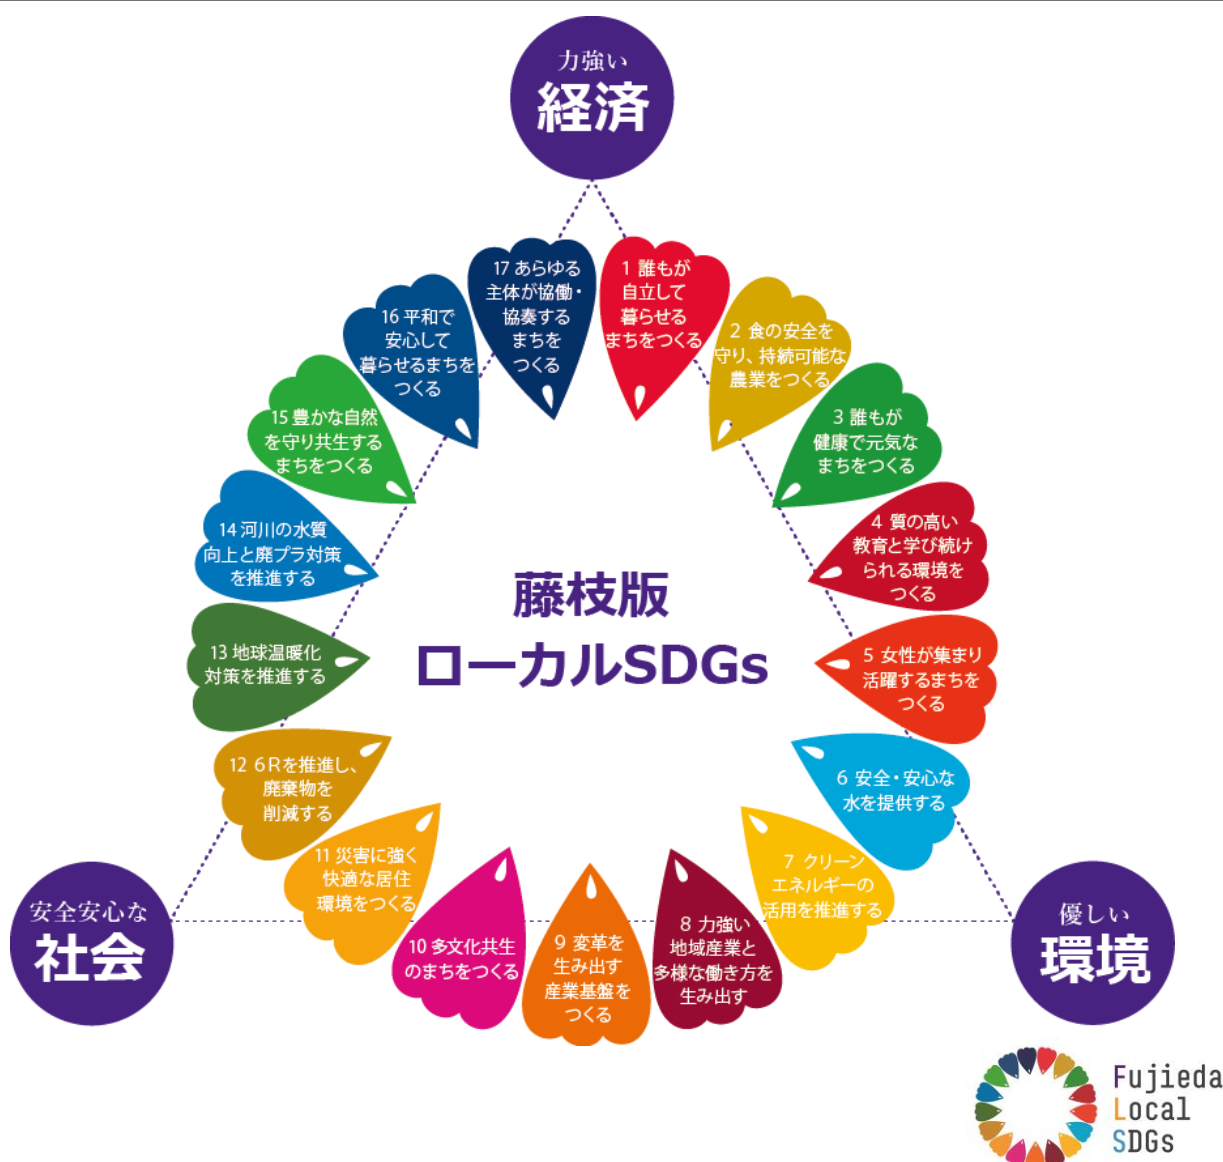 力強い
経済
17 あらゆる
主体が協働・
協奏する
まちを
つくる
1 誰もが
自立して
暮らせる
まちをつくる
16 平和で
安心して
暮らせるまちを
つくる
2 食の安全を
守り、持続可能な
農業をつくる
15 豊かな自然
を守り共生する
まちをつくる
3 誰もが
健康で元気な
まちをつくる
14 河川の水質
向上と廃プラ対策
を推進する
4 質の高い
教育と学び続け
られる環境を
つくる
藤枝版
ローカルSDGs
13 地球温暖化
対策を推進する
5 女性が集まり
活躍するまちを
つくる
12 6Rを推進し、
廃棄物を
削減する
6 安全・安心な
水を提供する
11 災害に強く
快適な居住
環境をつくる
7 クリーン
エネルギーの
活用を推進する
10 多文化共生
のまちをつくる
9 変革を
生み出す
産業基盤を
つくる
8 力強い
地域産業と
多様な働き方を
生み出す
安全安心な
社会
優しい
環境
Fujieda
Local
SDGs